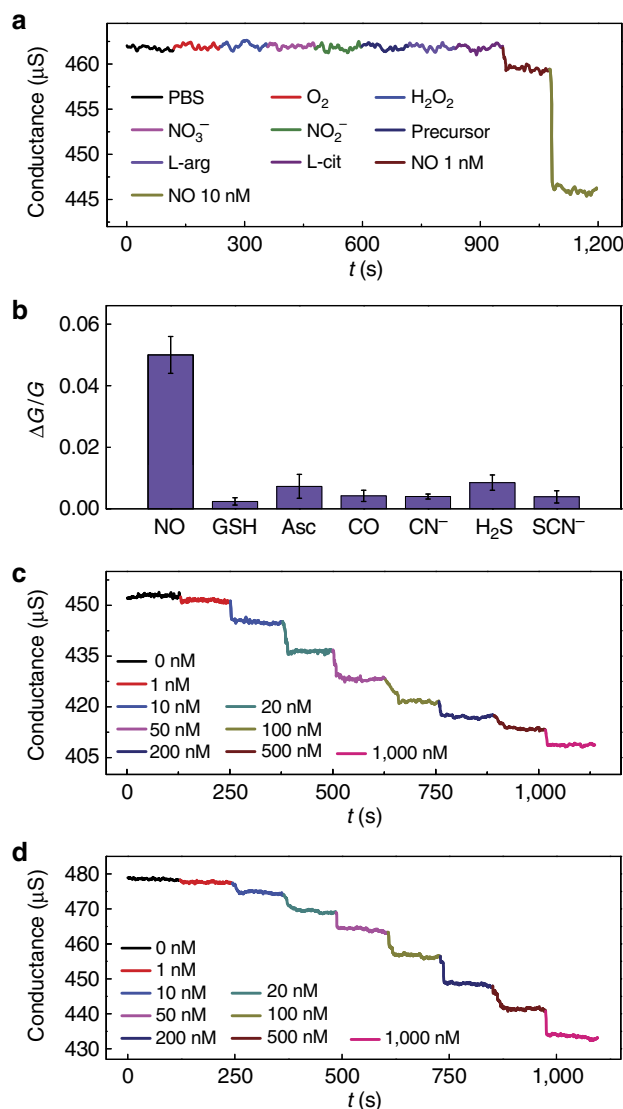 a
Conductance (µS)
460
455
450
445
PBS O₂ H₂O₂
NO₃⁻ NO₂⁻ Precursor
L-arg L-cit NO 1 nM
NO 10 nM
0 300 600 900 1,200
t (s)
b
ΔG/G
0.06
0.04
0.02
0.00
NO GSH Asc CO CN⁻ H₂S SCN⁻
c
Conductance (µS)
450
435
420
405
0 nM
1 nM
10 nM 20 nM
50 nM 100 nM
200 nM 500 nM 1,000 nM
0 250 500 750 1,000
t (s)
d
Conductance (µS)
480
470
460
450
440
430
0 nM
1 nM
10 nM 20 nM
50 nM 100 nM
200 nM 500 nM 1,000 nM
0 250 500 750 1,000
t (s)